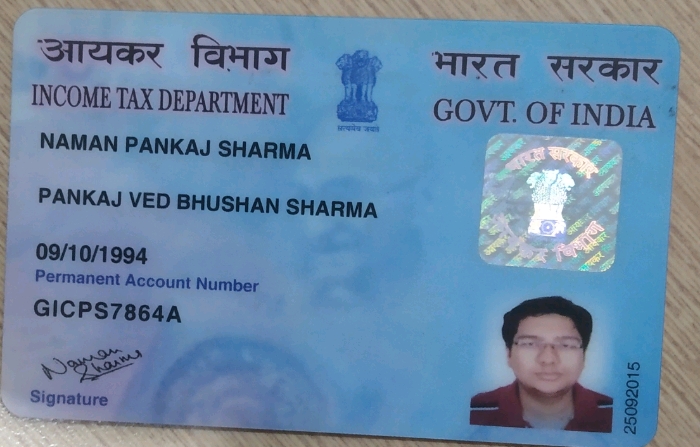 आयकर विभाग
INCOME TAX DEPARTMENT
सत्यमेव जयते
भारत सरकार
GOVT. OF INDIA
NAMAN PANKAJ SHARMA
PANKAJ VED BHUSHAN SHARMA
09/10/1994
Permanent Account Number
GICPS7864A
Naman
Sharma
Signature
भारत सरकार
25092015